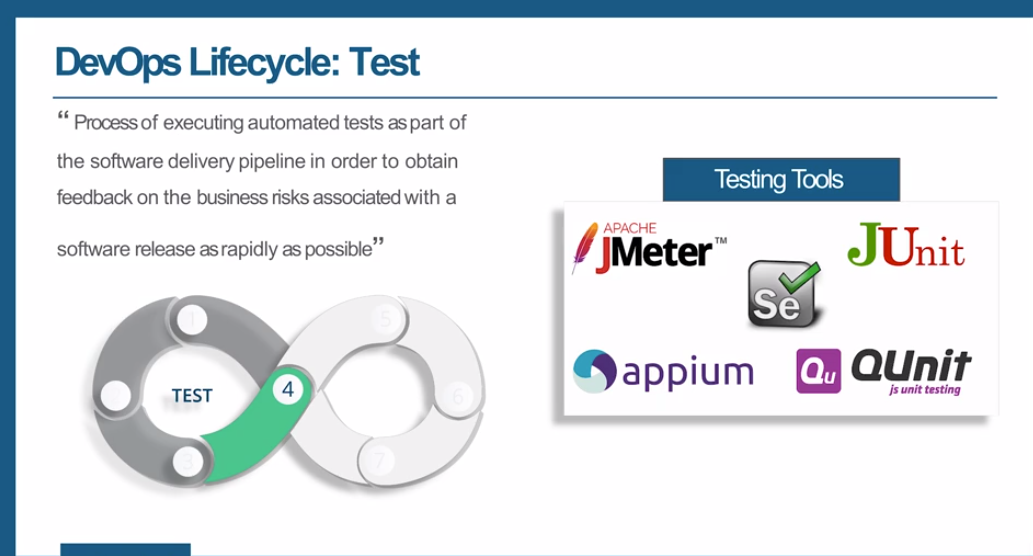 DevOps Lifecycle: Test
“ Process of executing automated tests as part of
the software delivery pipeline in order to obtain
feedback on the business risks associated with a
software release as rapidly as possible”
Testing Tools
APACHE
JMeter™
JUnit
Se
appium
Qu
QUnit
js unit testing
1
5
TEST
4
6
3
7